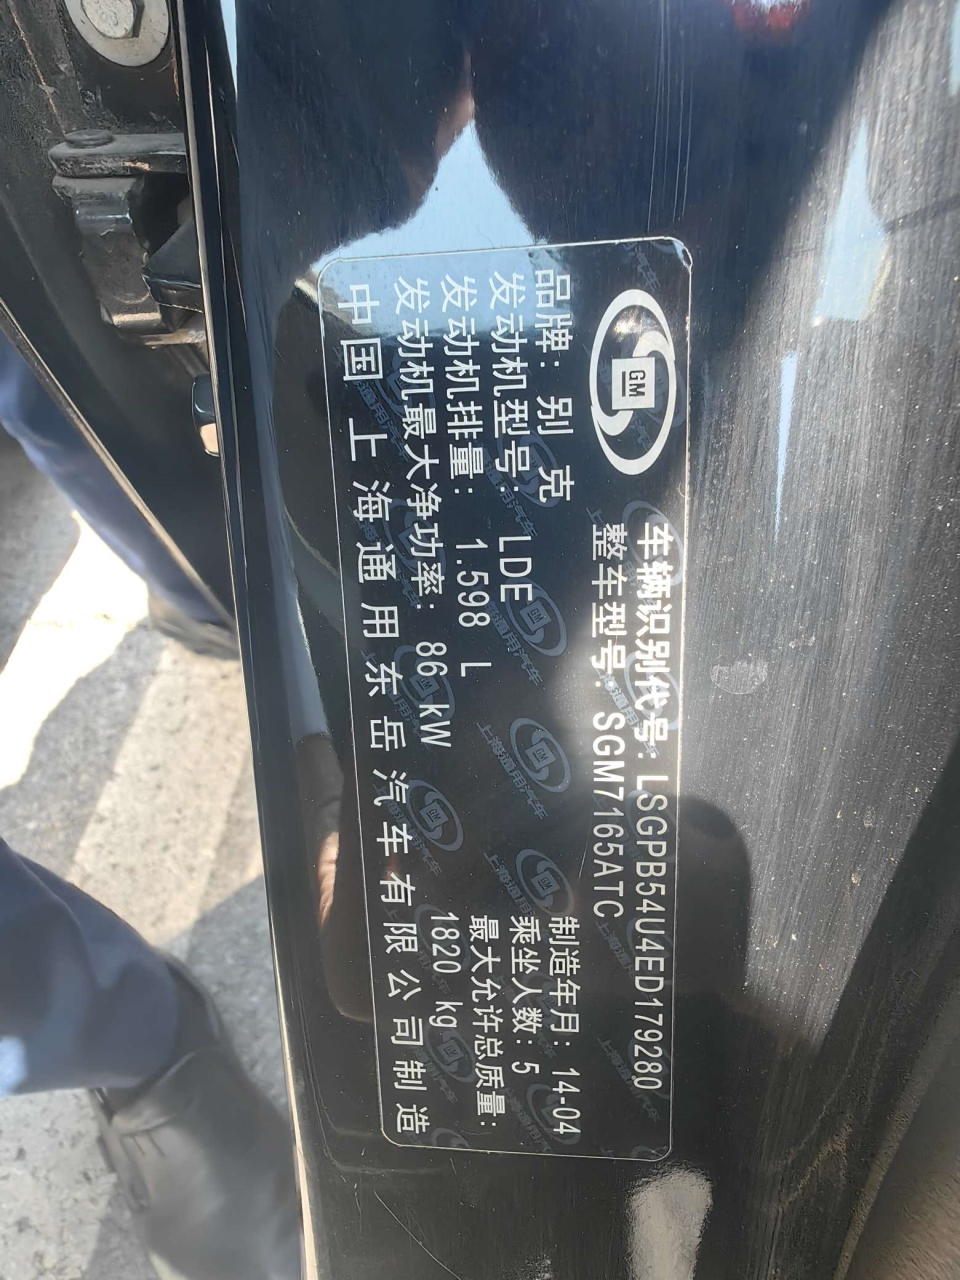 GM
车辆识别代号: LSGPB54U4ED179280
整车型号: SGM7165ATC
品牌: 别 克
制造年月: 14-04
发动机型号: LDE
乘坐人数: 5
发动机排量: 1.598 L
最大允许总质量:
发动机最大净功率: 86 kW
1820 kg
中国上海通用东岳汽车有限公司制造